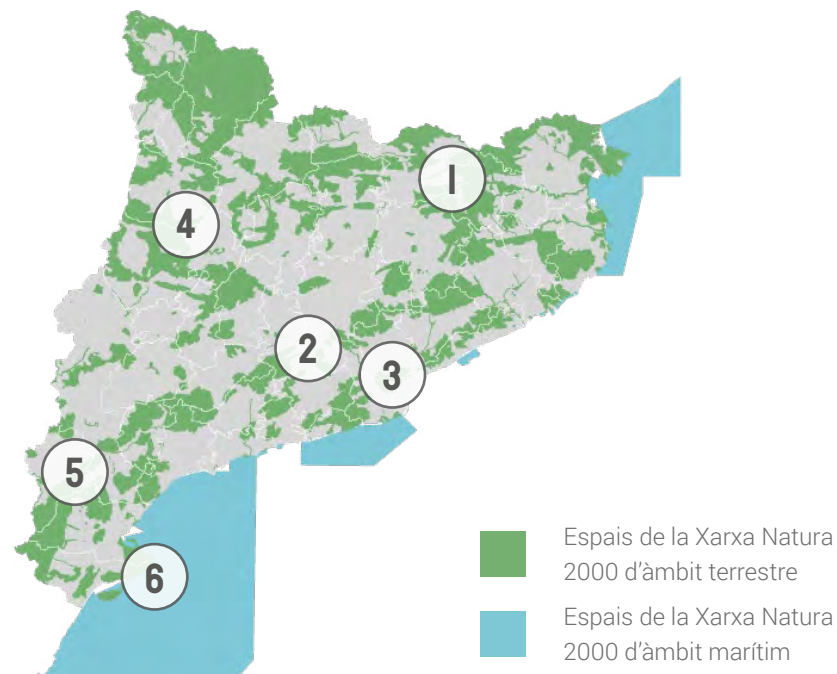 1
4
2
3
5
6
Espais de la Xarxa Natura
2000 d'àmbit terrestre
Espais de la Xarxa Natura
2000 d'àmbit marítim